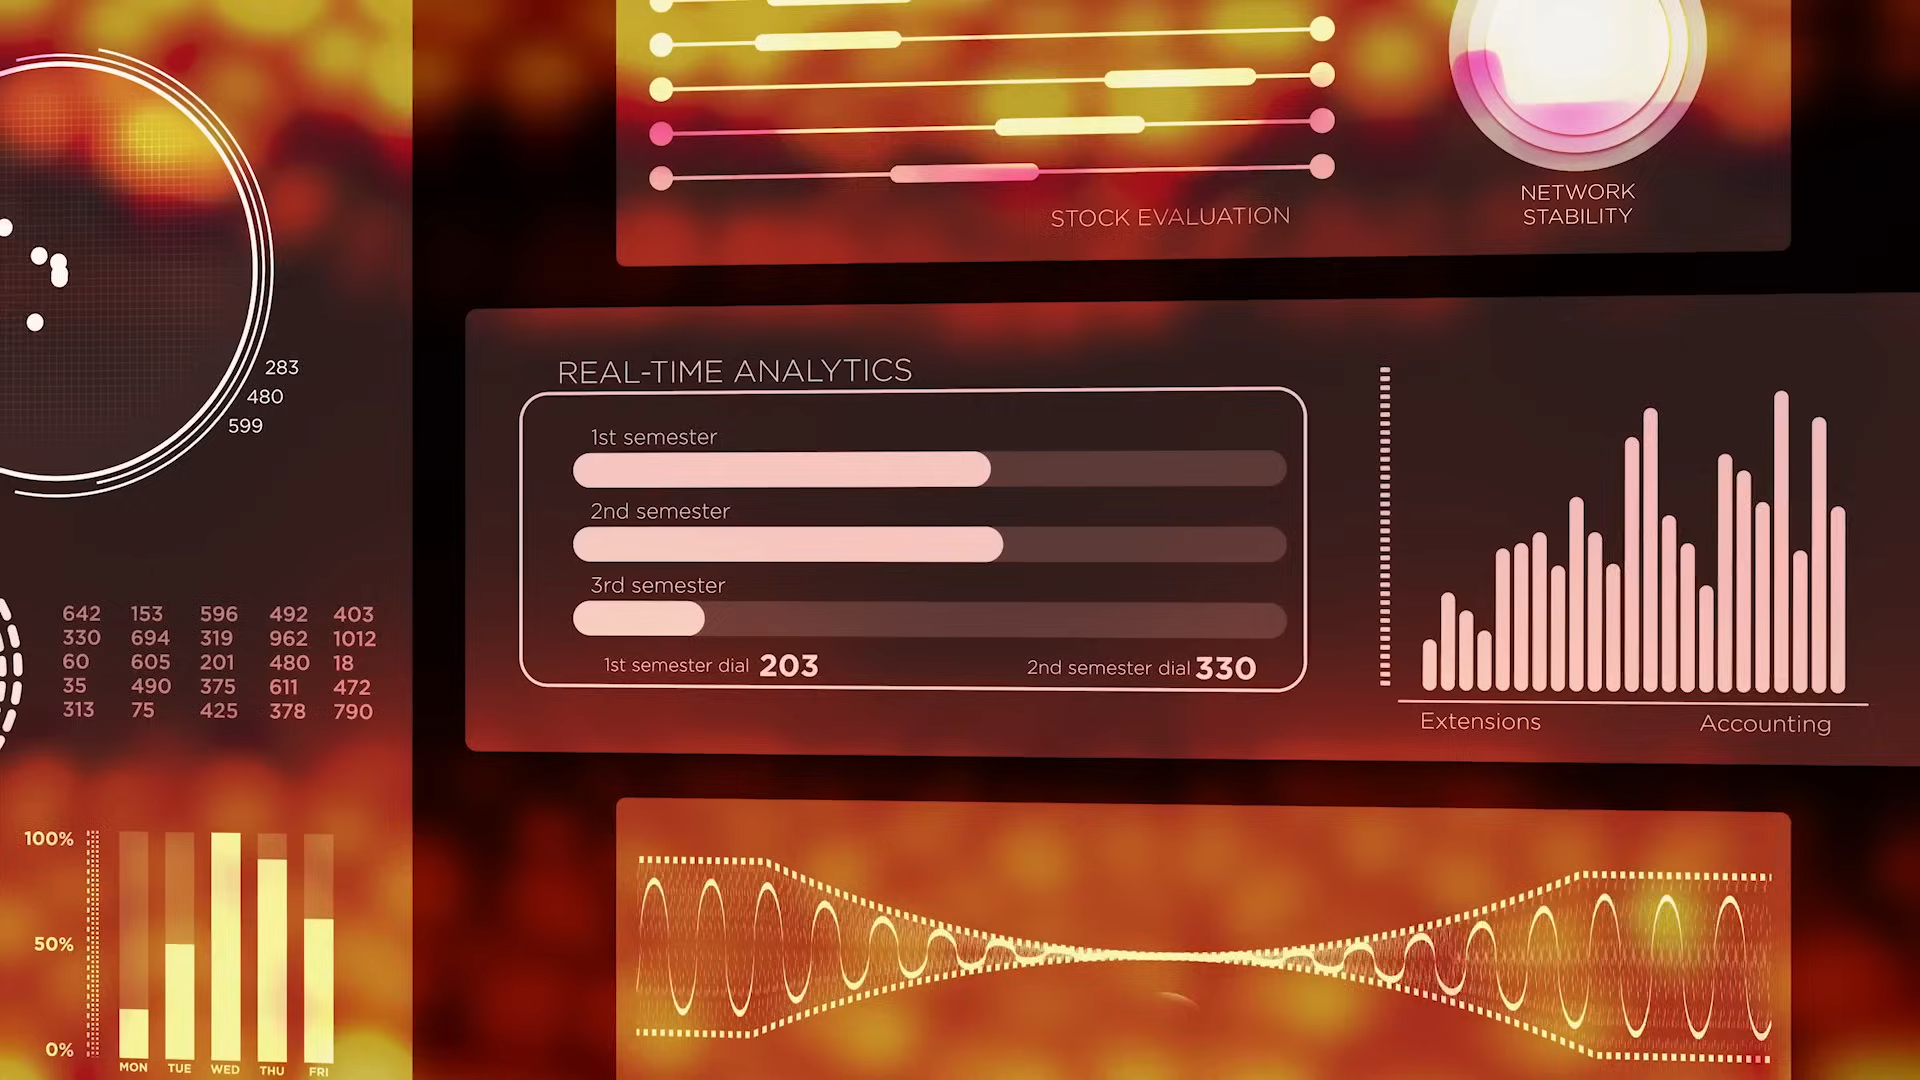 STOCK EVALUATION
NETWORK
STABILITY
283
480
599
REAL-TIME ANALYTICS
1st semester
2nd semester
3rd semester
1st semester dial 203
2nd semester dial 330
Extensions
Accounting
642 153 596 492 403
330 694 319 962 1012
60 605 201 480 18
35 490 375 611 472
313 75 425 378 790
100%
50%
0%
MON TUE WED THU FRI